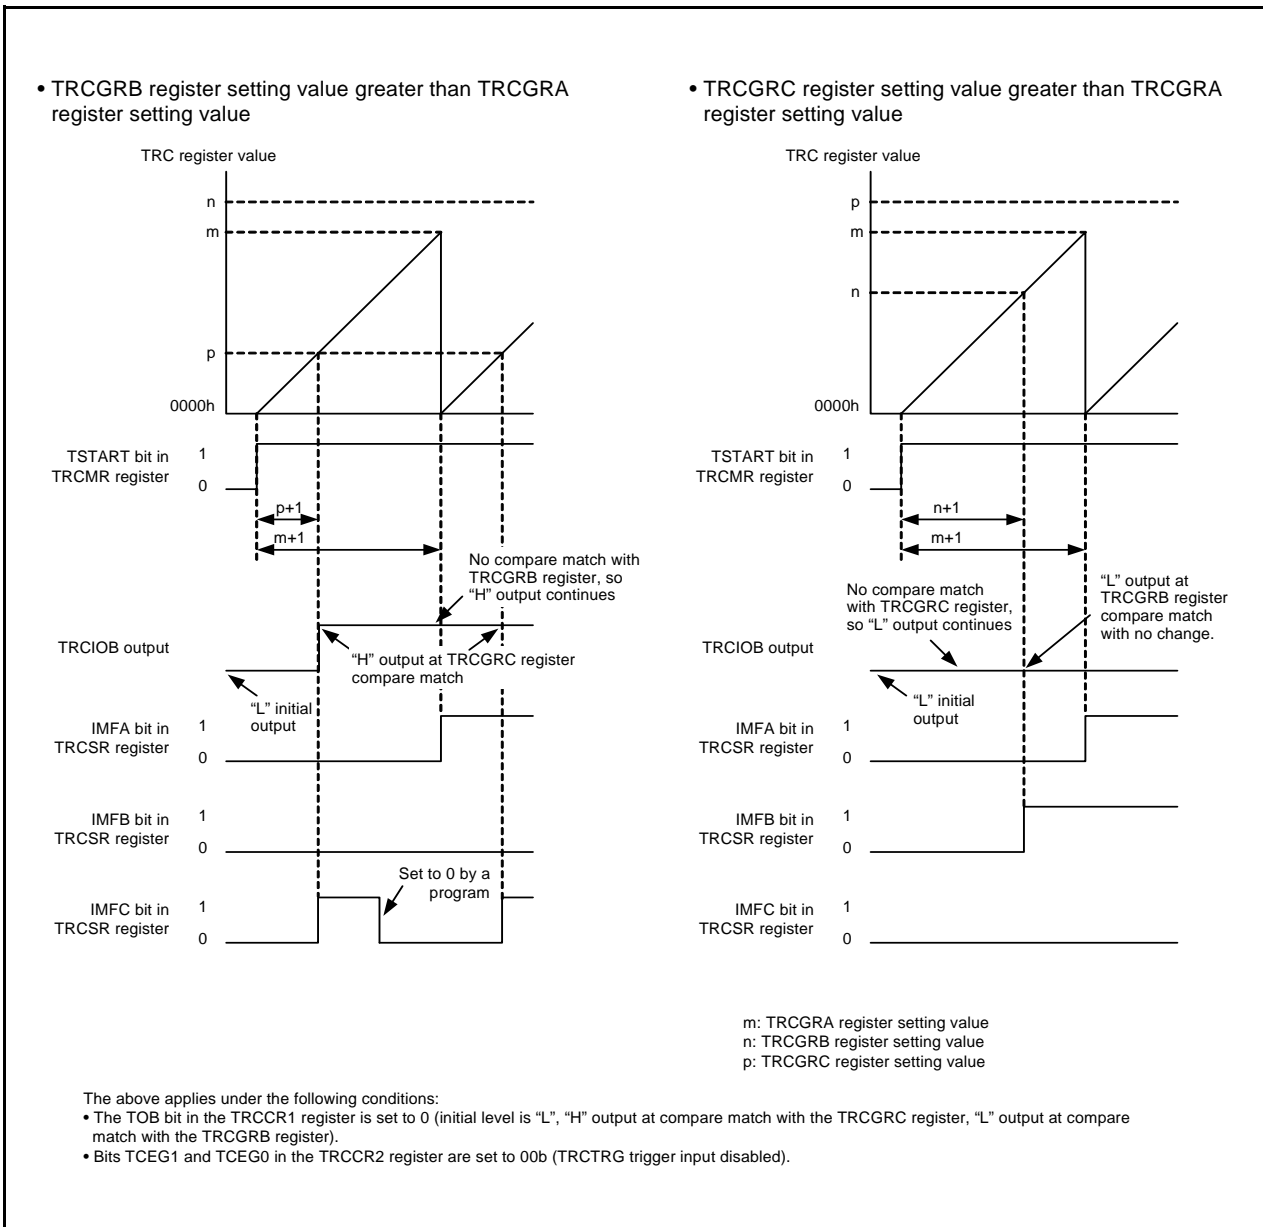 • TRCGRB register setting value greater than TRCGRA
register setting value
TRC register value
n
m
p
0000h
TSTART bit in
TRCMR register
1
0
p+1
m+1
No compare match with
TRCGRB register, so
“H” output continues
TRCIOB output
“H” output at TRCGRC register
compare match
“L” initial
output
IMFA bit in
TRCSR register
1
0
IMFB bit in
TRCSR register
1
0
Set to 0 by a
program
IMFC bit in
TRCSR register
1
0
• TRCGRC register setting value greater than TRCGRA
register setting value
TRC register value
p
m
n
0000h
TSTART bit in
TRCMR register
1
0
n+1
m+1
No compare match
with TRCGRC register,
so “L” output continues
“L” output at
TRCGRB register
compare match
with no change.
TRCIOB output
“L” initial
output
IMFA bit in
TRCSR register
1
0
IMFB bit in
TRCSR register
1
0
IMFC bit in
TRCSR register
1
0
m: TRCGRA register setting value
n: TRCGRB register setting value
p: TRCGRC register setting value
The above applies under the following conditions:
• The TOB bit in the TRCCR1 register is set to 0 (initial level is “L”, “H” output at compare match with the TRCGRC register, “L” output at compare
match with the TRCGRB register).
• Bits TCEG1 and TCEG0 in the TRCCR2 register are set to 00b (TRCTRG trigger input disabled).